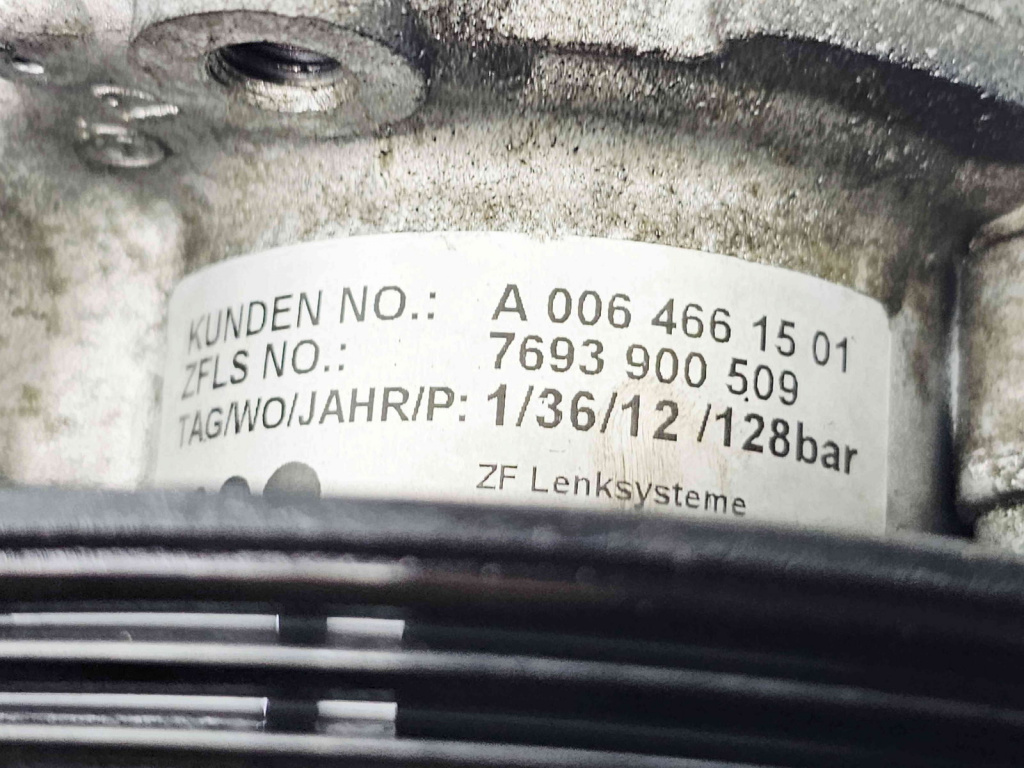 KUNDEN NO.: A 006 466 15 01
ZFLS NO.: 7693 900 509
TAG/WO/JAHR/P: 1/36/12 /128bar
ZF Lenksysteme